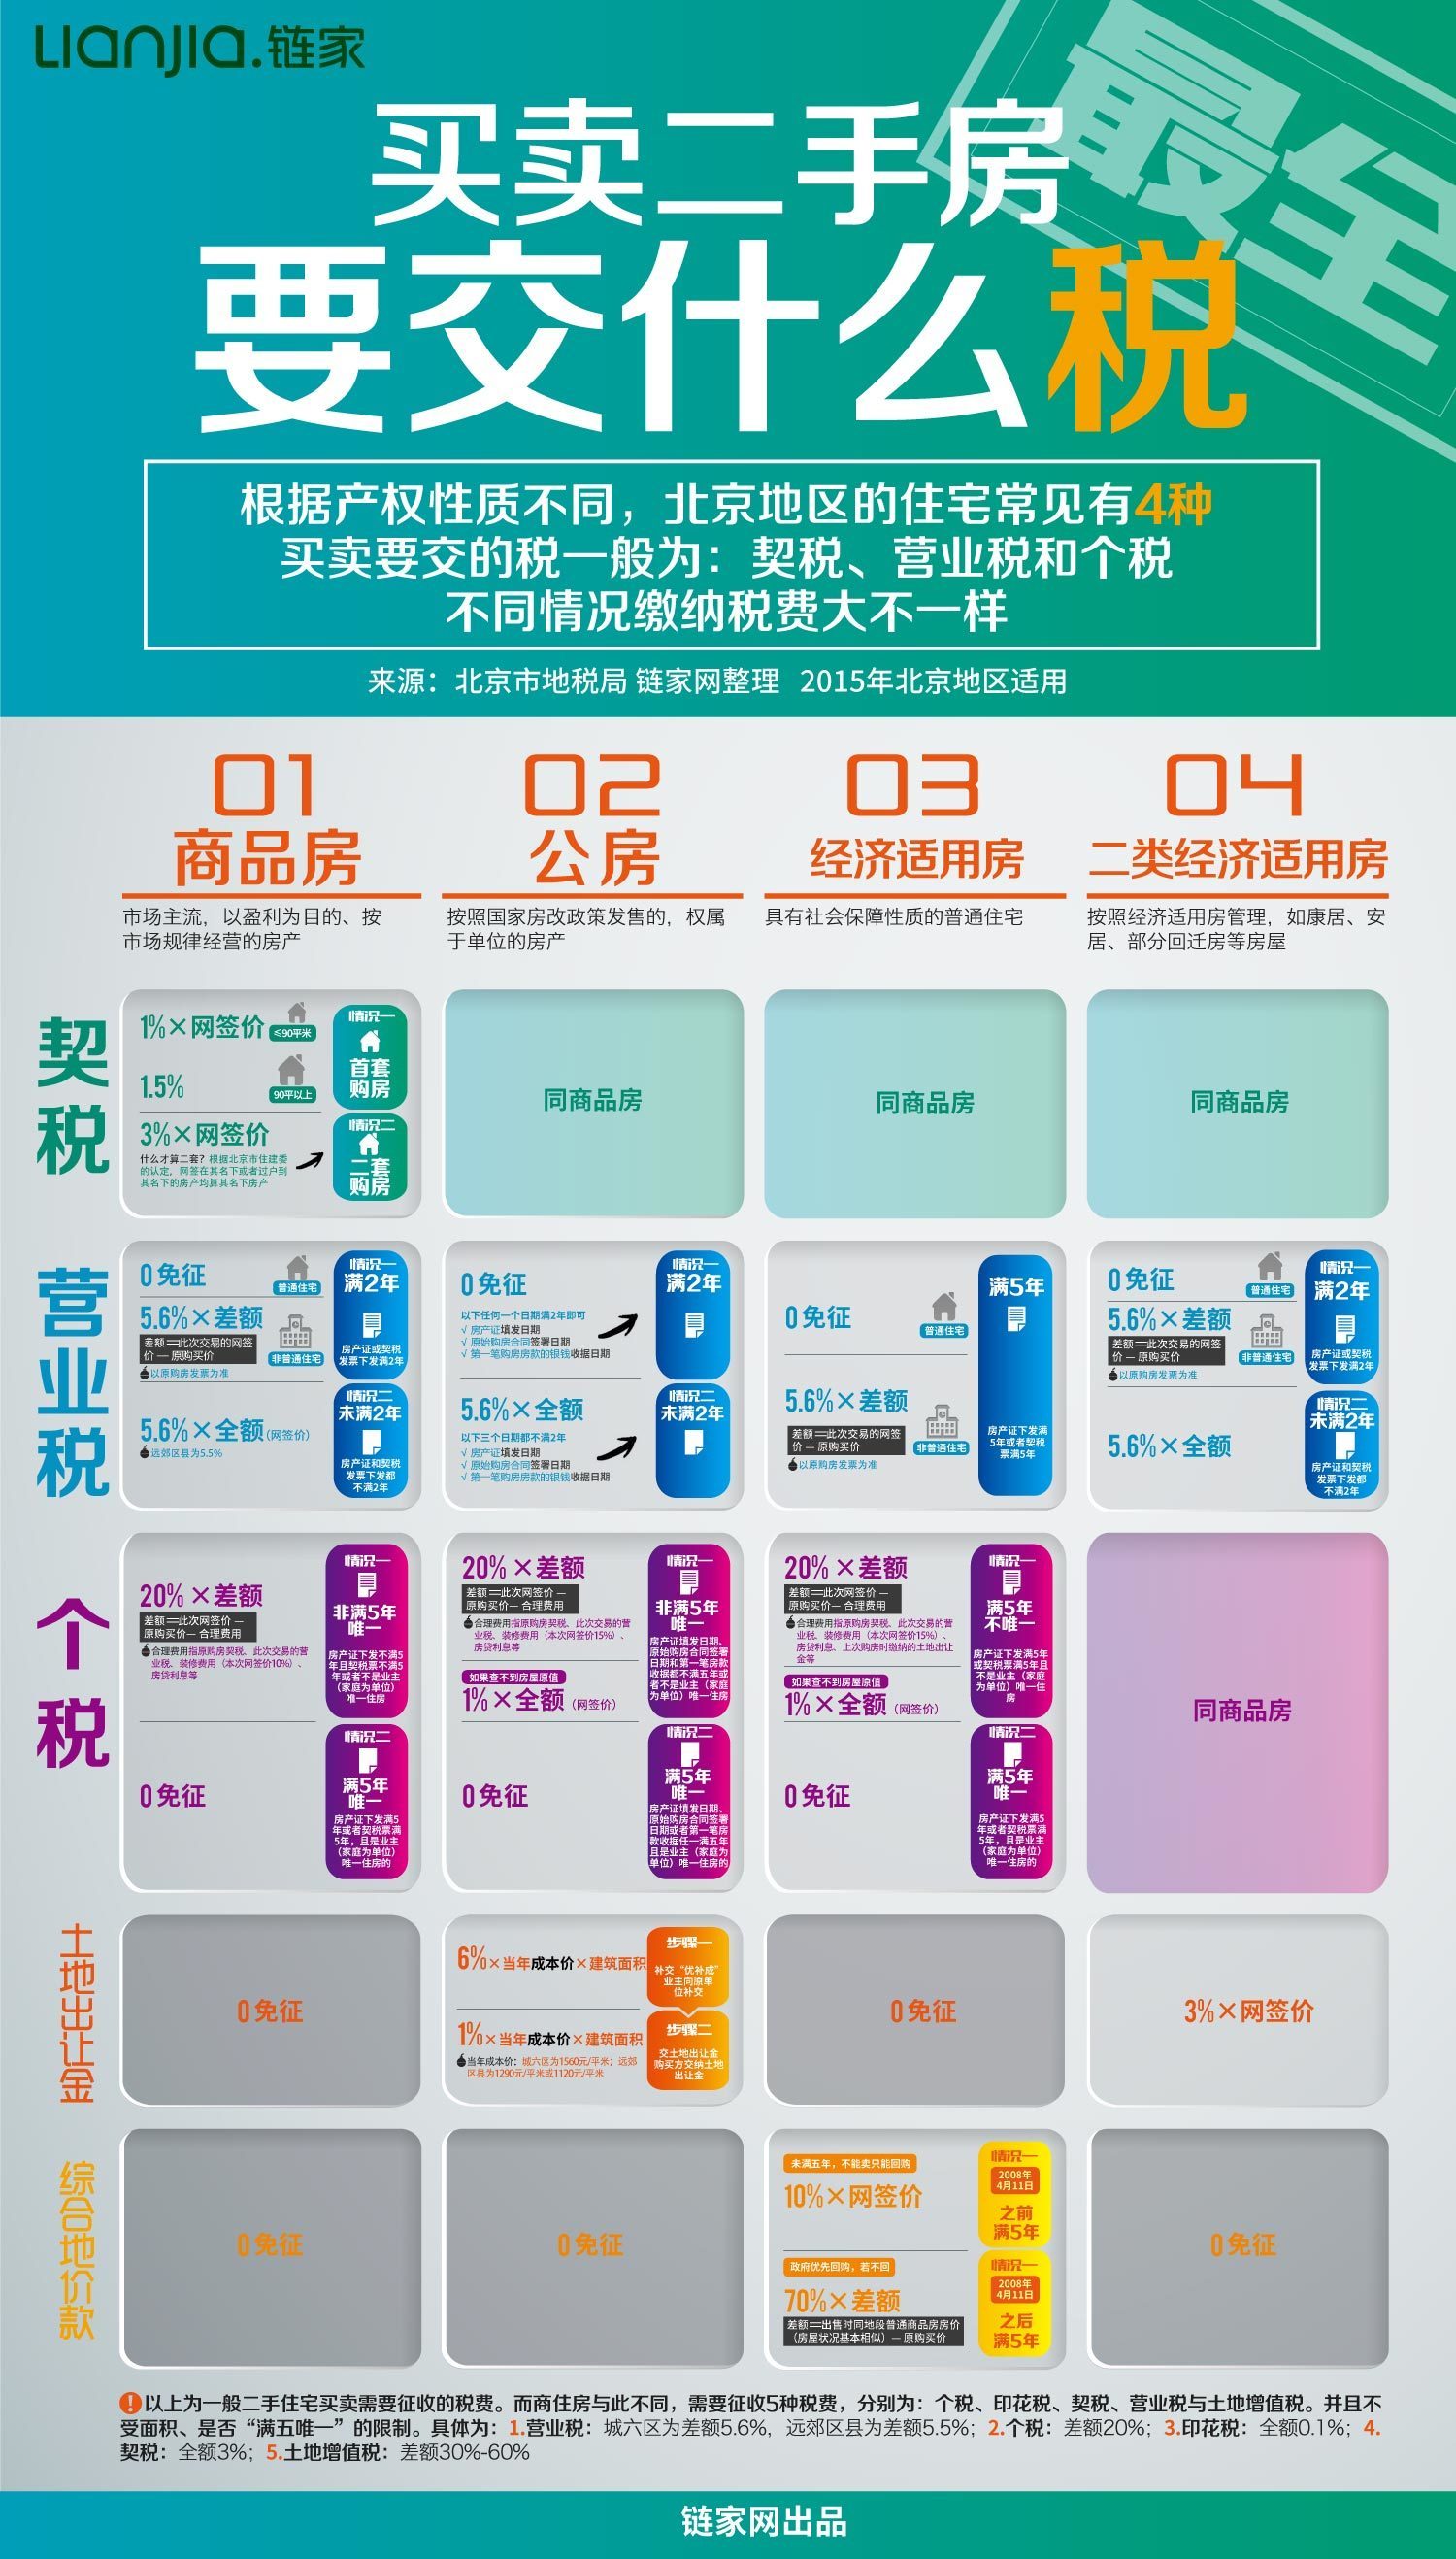 Lianjia.链家
最全
买卖二手房
要交什么税
根据产权性质不同，北京地区的住宅常见有4种
买卖要交的税一般为：契税、营业税和个税
不同情况缴纳税费大不一样
来源：北京市地税局 链家网整理 2015年北京地区适用
01
商品房
市场主流，以盈利为目的、按
市场规律经营的房产
02
公房
按照国家房改政策发售的，权属
于单位的房产
03
经济适用房
具有社会保障性质的普通住宅
04
二类经济适用房
按照经济适用房管理，如康居、安
居、部分回迁房等房屋
契税
1%×网签价
≤90平米
1.5%
90平以上
情况一
首套
购房
3%×网签价
什么才算二套？根据北京市住建委
的认定，网签在其名下或者过户到
其名下的房产均算其名下房产
情况二
二套
购房
同商品房
同商品房
同商品房
营业税
0免征
普通住宅
5.6%×差额
差额=此次交易的网签
价－原购买价
以原购房发票为准
非普通住宅
情况一
满2年
房产证或契税
发票下发满2年
5.6%×全额(网签价)
远郊区县为5.5%
情况二
未满2年
房产证和契税
发票下发都
不满2年
0免征
以下任何一个日期满2年即可
√ 房产证填发日期
√ 原始购房合同签署日期
√ 第一笔购房房款的银钱收据日期
情况一
满2年
5.6%×全额
以下三个日期都不满2年
√ 房产证填发日期
√ 原始购房合同签署日期
√ 第一笔购房房款的银钱收据日期
情况二
未满2年
0免征
普通住宅
5.6%×差额
差额=此次交易的网签
价－原购买价
以原购房发票为准
非普通住宅
满5年
房产证下发满
5年或者契税
票满5年
0免征
普通住宅
5.6%×差额
差额=此次交易的网签
价－原购买价
以原购房发票为准
非普通住宅
情况一
满2年
房产证或契税
发票下发满2年
5.6%×全额
情况二
未满2年
房产证和契税
发票下发都
不满2年
个税
20%×差额
差额=此次网签价－
原购买价－合理费用
合理费用指原购房契税、此次交易的营
业税、装修费用（本次网签价10%）、
房贷利息等
情况一
非满5年
唯一
房产证下发不满5
年且契税票不满5
年或者不是业主
（家庭为单位）
唯一住房
0免征
情况二
满5年
唯一
房产证下发满5
年或者契税票满
5年，且是业主
（家庭为单位）
唯一住房的
20%×差额
差额=此次网签价－
原购买价－合理费用
合理费用指原购房契税、此次交易的营
业税、装修费用（本次网签价15%）、
房贷利息等
如果查不到房屋原值
1%×全额（网签价）
情况一
非满5年
唯一
房产证填发日期、
原始购房合同签署
日期和第一笔房款
收据都不满五年或
者不是业主（家庭
为单位）唯一住房
0免征
情况二
满5年
唯一
房产证填发日期、
原始购房合同签署
日期或者第一笔房
款收据任一满五年
且是业主（家庭为
单位）唯一住房的
20%×差额
差额=此次网签价－
原购买价－合理费用
合理费用指原购房契税、此次交易的营
业税、装修费用（本次网签价15%）、
房贷利息、上次购房时缴纳的土地出让
金等
如果查不到房屋原值
1%×全额（网签价）
情况一
满5年
不唯一
房产证下发满5年
或契税票满5年且
不是业主（家庭
为单位）唯一住
房
0免征
情况二
满5年
唯一
房产证下发满5
年或者契税票满
5年，且是业主
（家庭为单位）
唯一住房的
同商品房
土地出让金
0免征
6%×当年成本价×建筑面积
步骤一
补交“优补成”
业主向原单
位补交
1%×当年成本价×建筑面积
当年成本价：城六区为1560元/平米；远郊
区县为1290元/平米或1120元/平米
步骤二
交土地出让金
购买方交纳土地
出让金
0免征
3%×网签价
综合地价款
0免征
0免征
未满五年，不能卖只能回购
10%×网签价
情况一
2008年
4月11日
之前
满5年
政府优先回购，若不回
70%×差额
差额=出售时同地段普通商品房房价
（房屋状况基本相似）－原购买价
情况一
2008年
4月11日
之后
满5年
0免征
!以上为一般二手住宅买卖需要征收的税费。而商住房与此不同，需要征收5种税费，分别为：个税、印花税、契税、营业税与土地增值税。并且不
受面积、是否“满五唯一”的限制。具体为：1.营业税：城六区为差额5.6%，远郊区县为差额5.5%；2.个税：差额20%；3.印花税：全额0.1%；4.
契税：全额3%；5.土地增值税：差额30%-60%
链家网出品